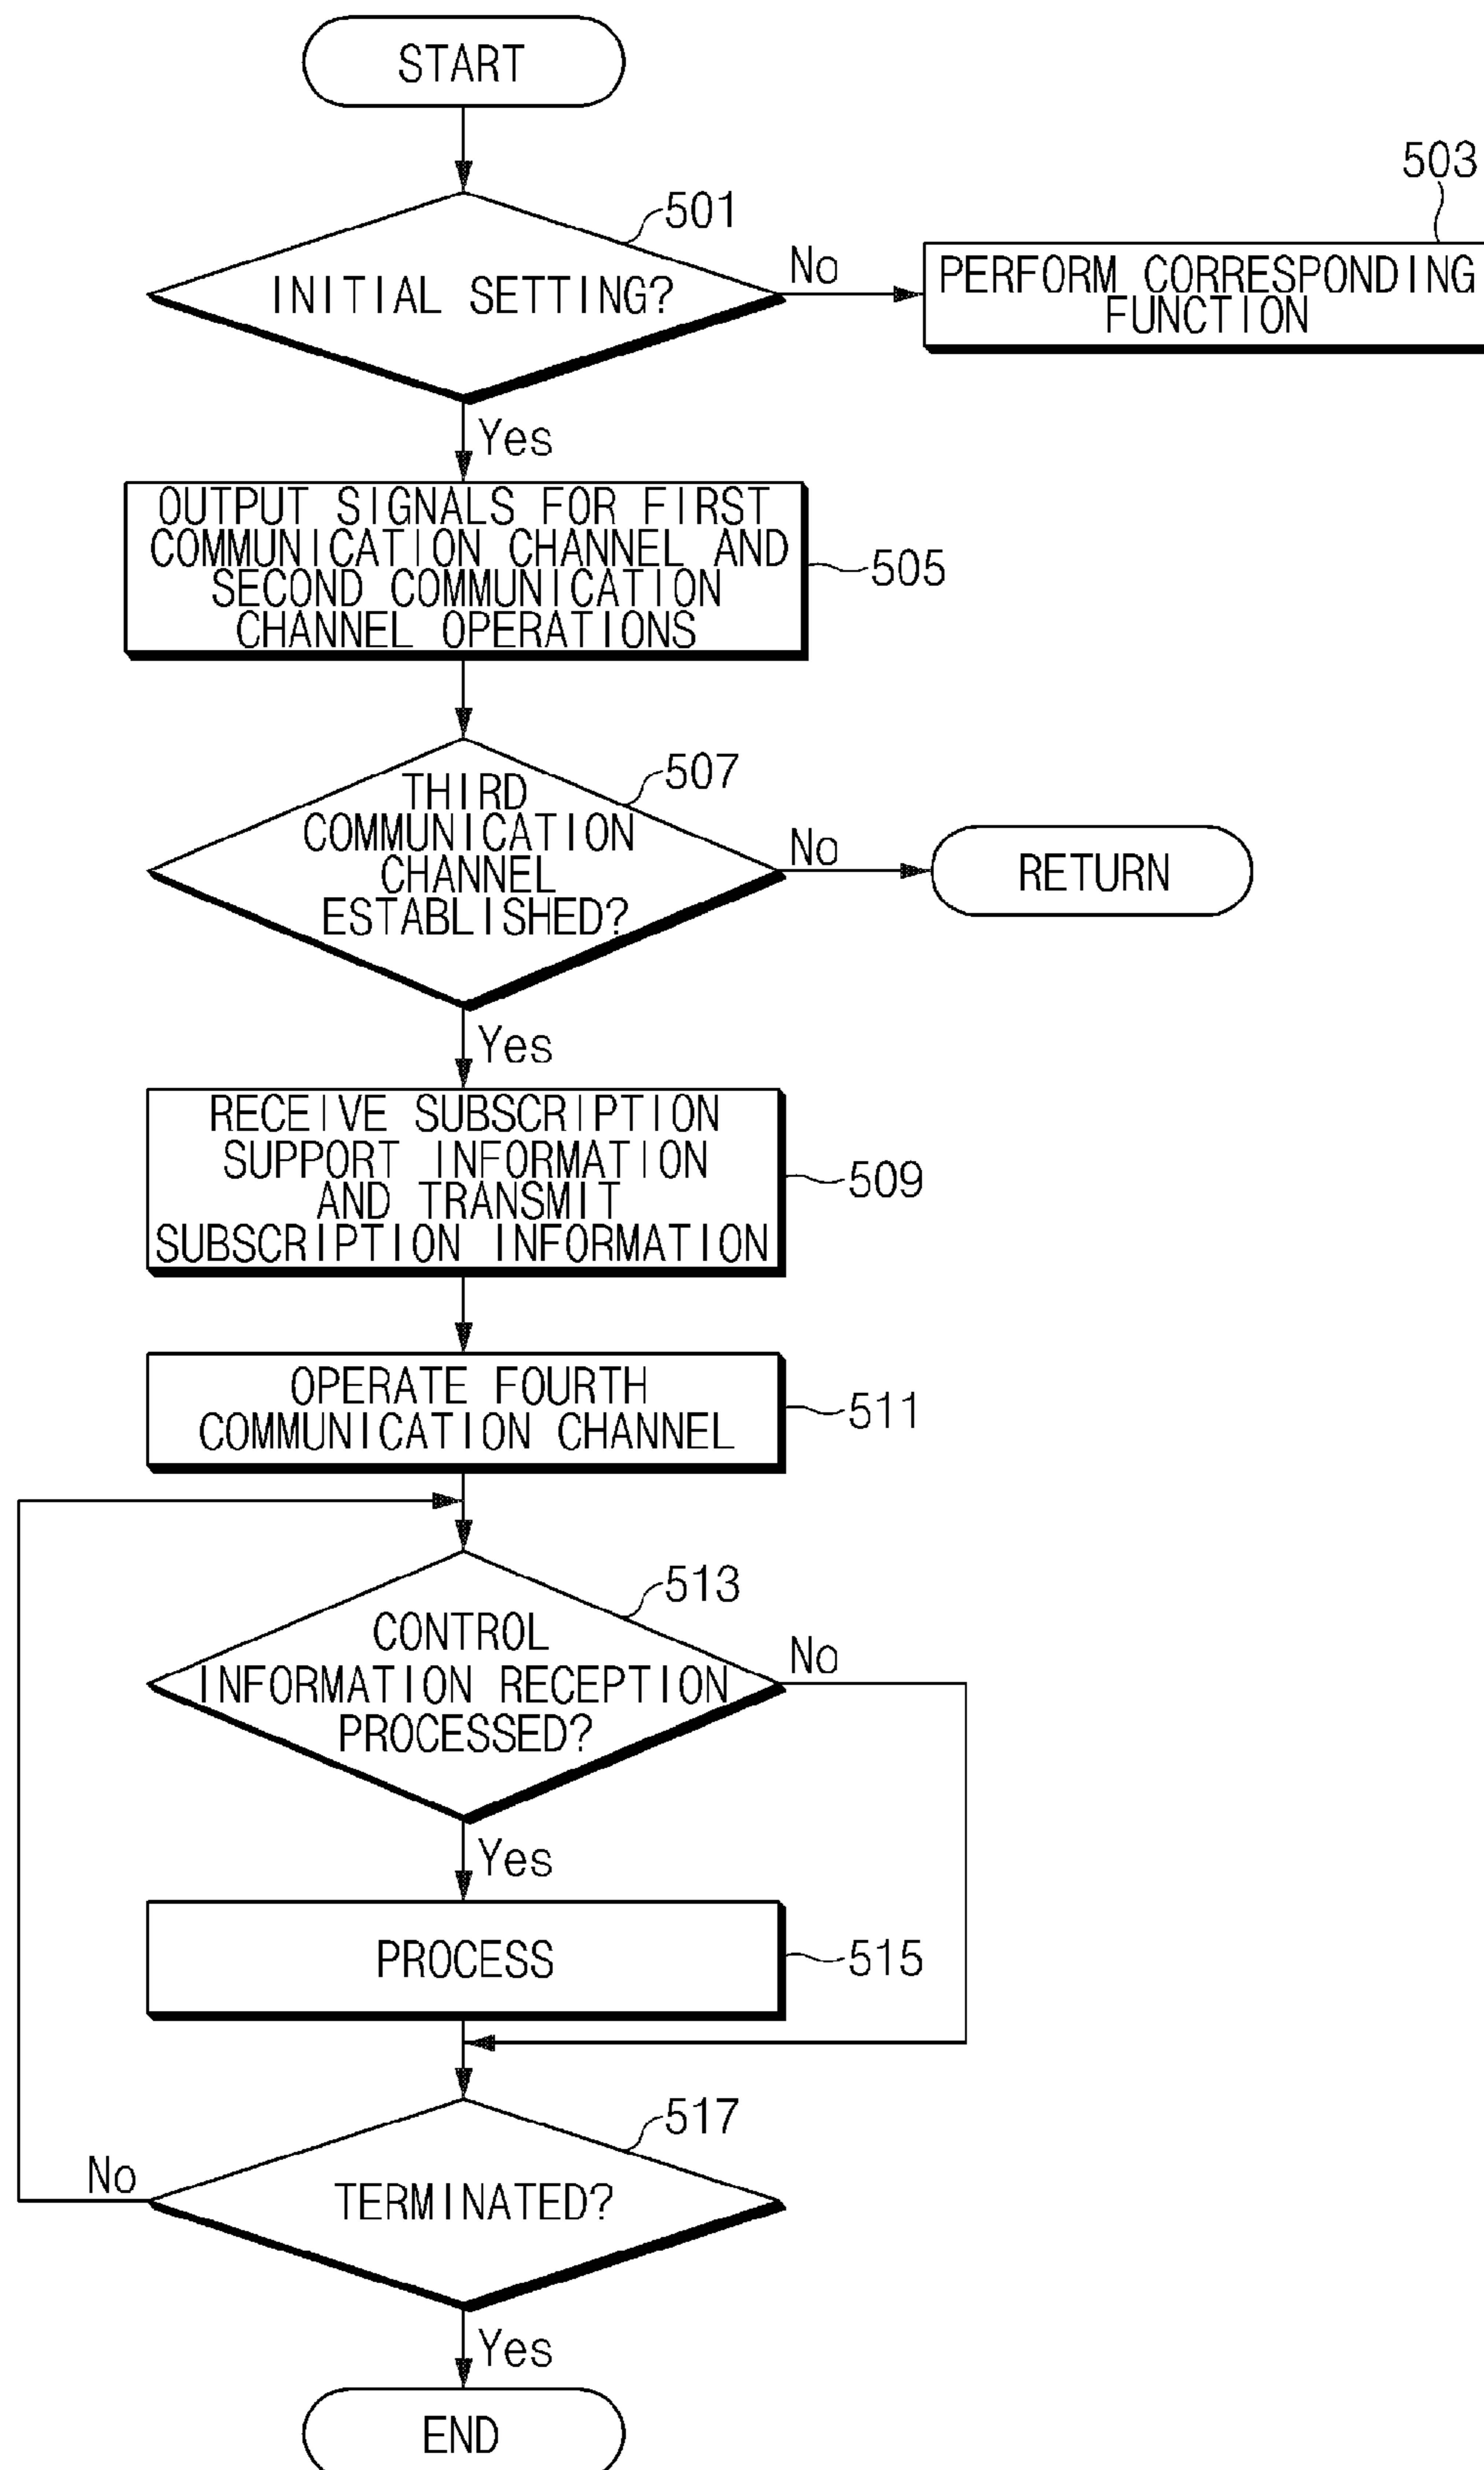 START
503
501
No
INITIAL SETTING?
PERFORM CORRESPONDING
FUNCTION
Yes
OUTPUT SIGNALS FOR FIRST
COMMUNICATION CHANNEL AND
SECOND COMMUNICATION
CHANNEL OPERATIONS
505
507
THIRD
COMMUNICATION
CHANNEL
ESTABLISHED?
No
RETURN
Yes
RECEIVE SUBSCRIPTION
SUPPORT INFORMATION
AND TRANSMIT
SUBSCRIPTION INFORMATION
509
OPERATE FOURTH
COMMUNICATION CHANNEL
511
513
CONTROL
INFORMATION RECEPTION
PROCESSED?
No
Yes
PROCESS
515
517
No
TERMINATED?
Yes
END